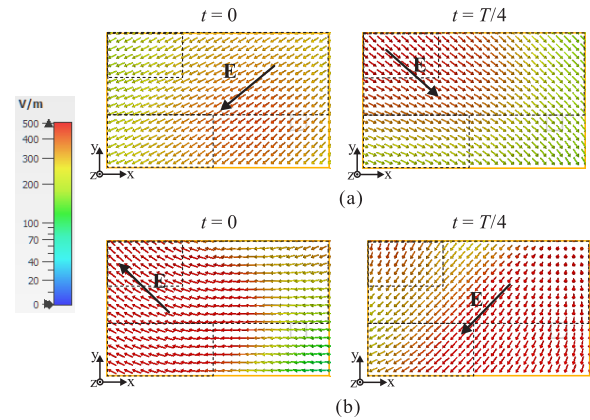 t = 0
t = T/4
E
E
V/m
500
400
300
200
100
70
40
20
0
y
z
x
y
z
x
(a)
t = 0
t = T/4
E
E
y
z
x
y
z
x
(b)